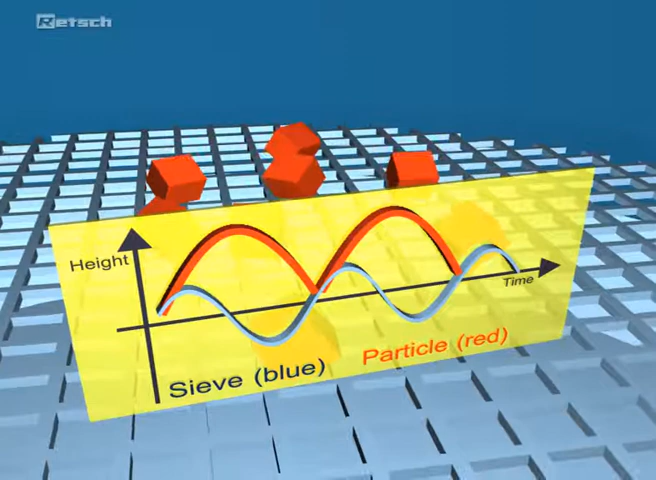 Retsch
Height
Time
Sieve (blue)
Particle (red)